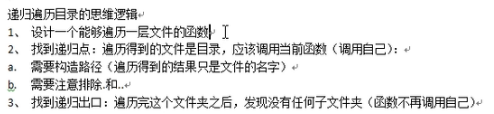 递归遍历目录的思维逻辑
1、 设计一个能够遍历一层文件的函数
2、 找到递归点：遍历得到的文件是目录，应该调用当前函数（调用自己）：
a. 需要构造路径（遍历得到的结果只是文件的名字）
b. 需要注意排除.和..
3、 找到递归出口：遍历完这个文件夹之后，发现没有任何子文件夹（函数不再调用自己）